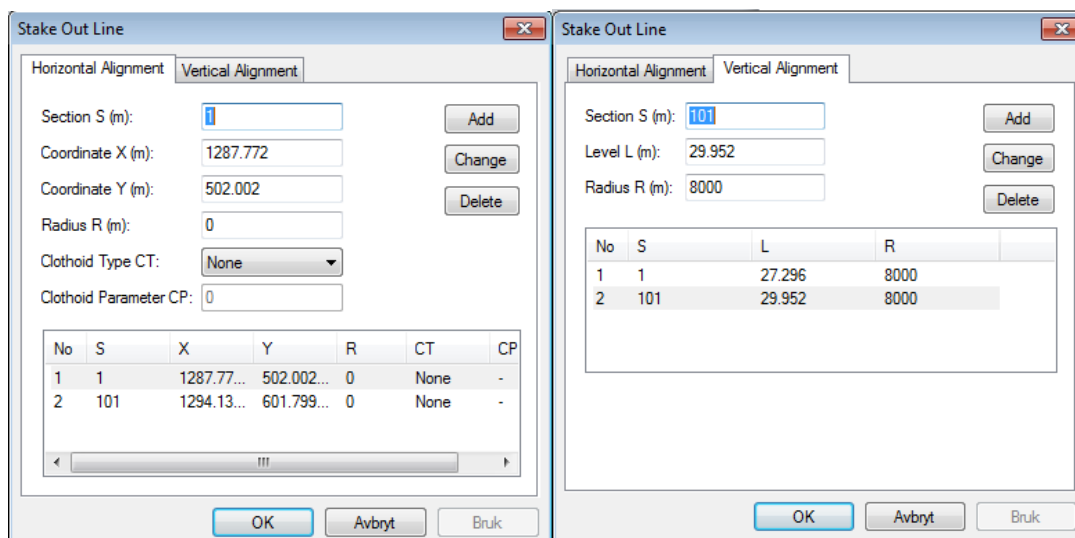 Stake Out Line
Horizontal Alignment Vertical Alignment
Section S (m): 1 Add
Coordinate X (m): 1287.772 Change
Coordinate Y (m): 502.002 Delete
Radius R (m): 0
Clothoid Type CT: None
Clothoid Parameter CP: 0
No S X Y R CT CP
1 1 1287.77... 502.002... 0 None -
2 101 1294.13... 601.799... 0 None -
OK Avbryt Bruk
Stake Out Line
Horizontal Alignment Vertical Alignment
Section S (m): 101 Add
Level L (m): 29.952 Change
Radius R (m): 8000 Delete
No S L R
1 1 27.296 8000
2 101 29.952 8000
OK Avbryt Bruk